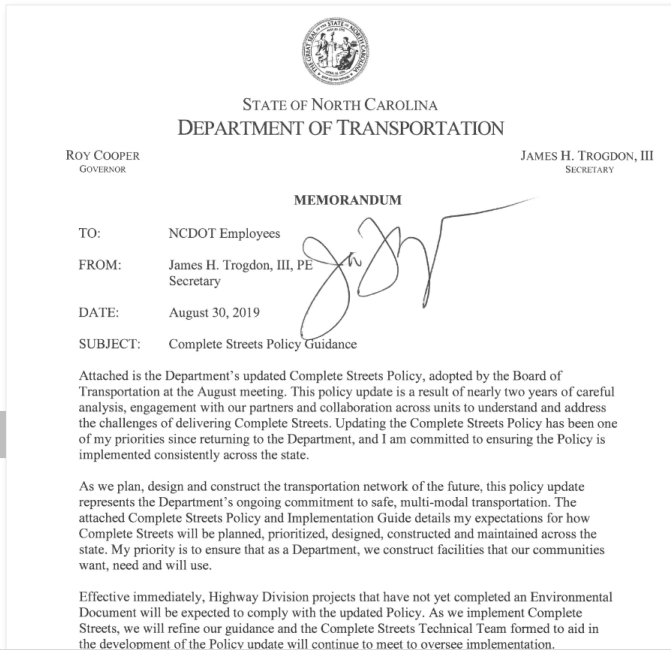 STATE OF NORTH CAROLINA
DEPARTMENT OF TRANSPORTATION
ROY COOPER
GOVERNOR
JAMES H. TROGDON, III
SECRETARY
MEMORANDUM
TO: NCDOT Employees
FROM: James H. Trogdon, III, PE
Secretary
DATE: August 30, 2019
SUBJECT: Complete Streets Policy Guidance
Attached is the Department's updated Complete Streets Policy, adopted by the Board of
Transportation at the August meeting. This policy update is a result of nearly two years of careful
analysis, engagement with our partners and collaboration across units to understand and address
the challenges of delivering Complete Streets. Updating the Complete Streets Policy has been one
of my priorities since returning to the Department, and I am committed to ensuring the Policy is
implemented consistently across the state.
As we plan, design and construct the transportation network of the future, this policy update
represents the Department's ongoing commitment to safe, multi-modal transportation. The
attached Complete Streets Policy and Implementation Guide details my expectations for how
Complete Streets will be planned, prioritized, designed, constructed and maintained across the
state. My priority is to ensure that as a Department, we construct facilities that our communities
want, need and will use.
Effective immediately, Highway Division projects that have not yet completed an Environmental
Document will be expected to comply with the updated Policy. As we implement Complete
Streets, we will refine our guidance and the Complete Streets Technical Team formed to aid in
the development of the Policy update will continue to meet to oversee implementation.